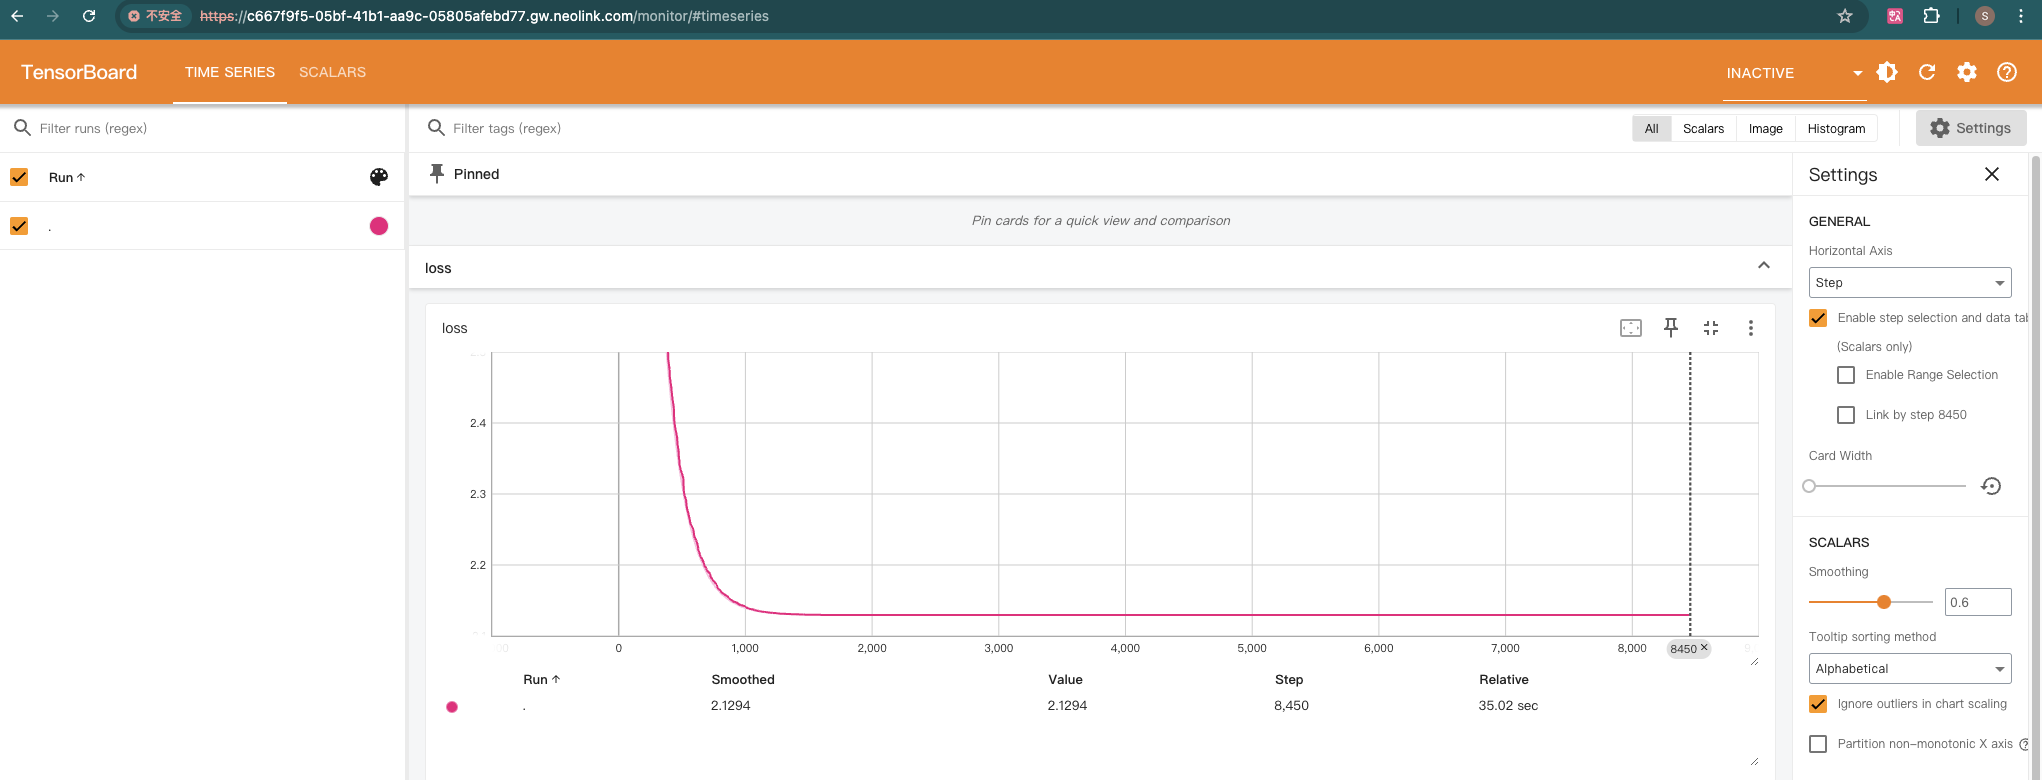 不安全 https://c667f9f5-05bf-41b1-aa9c-05805afebd77.gw.neolink.com/monitor/#timeseries
S
TensorBoard TIME SERIES SCALARS INACTIVE
Filter runs (regex)
Run ↑
.
Filter tags (regex) All Scalars Image Histogram Settings
Pinned
Pin cards for a quick view and comparison
loss
loss
2.4
2.3
2.2
0 1,000 2,000 3,000 4,000 5,000 6,000 7,000 8,000 8450 ×
Run ↑ Smoothed Value Step Relative
. 2.1294 2.1294 8,450 35.02 sec
Settings
GENERAL
Horizontal Axis
Step
Enable step selection and data tab
(Scalars only)
Enable Range Selection
Link by step 8450
Card Width
SCALARS
Smoothing
0.6
Tooltip sorting method
Alphabetical
Ignore outliers in chart scaling
Partition non-monotonic X axis